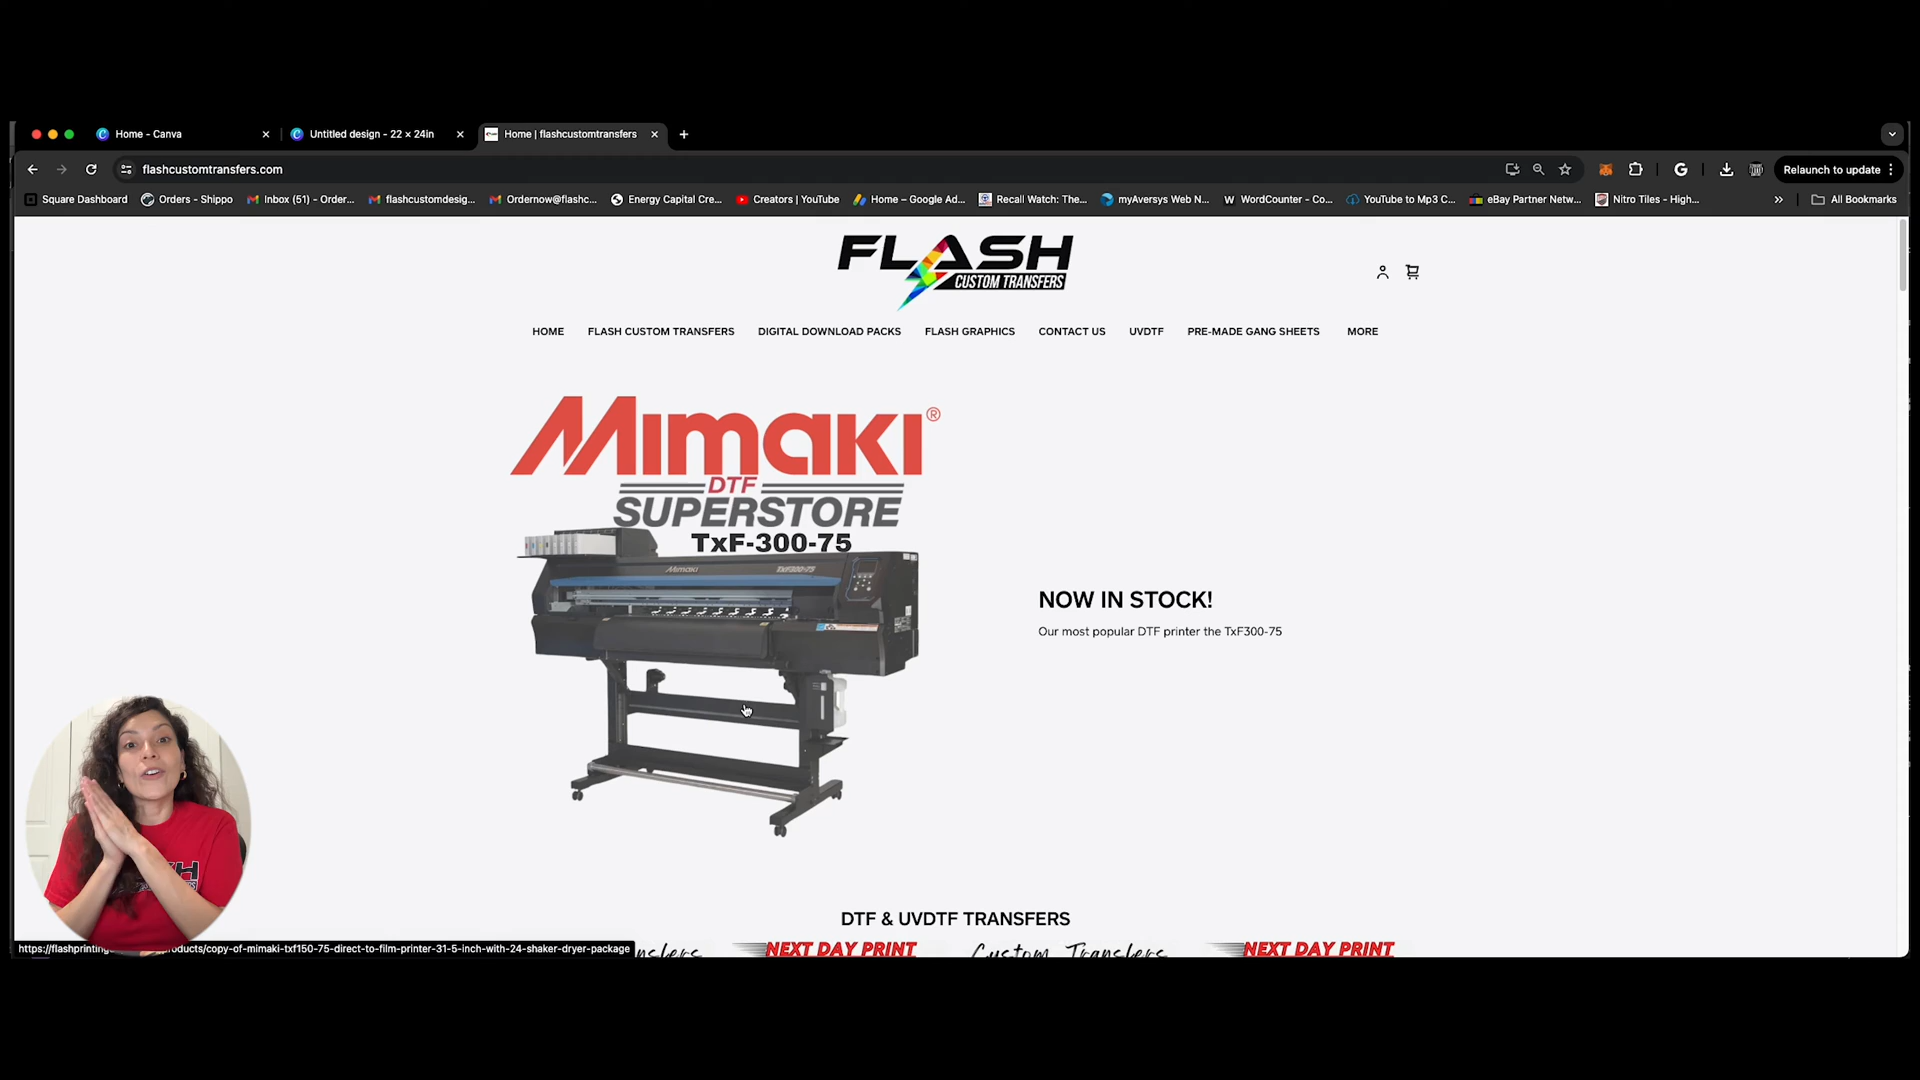 Home - Canva
Untitled design - 22 × 24in
Home | flashcustomtransfers
flashcustomtransfers.com
Relaunch to update
Square Dashboard
Orders - Shippo
Inbox (51) - Order...
flashcustomdesig...
Ordernow@flashc...
Energy Capital Cre...
Creators | YouTube
Home – Google Ad...
Recall Watch: The...
myAversys Web N...
WordCounter - Co...
YouTube to Mp3 C...
eBay Partner Netw...
Nitro Tiles - High...
All Bookmarks
FLASH
CUSTOM TRANSFERS
HOME
FLASH CUSTOM TRANSFERS
DIGITAL DOWNLOAD PACKS
FLASH GRAPHICS
CONTACT US
UVDTF
PRE-MADE GANG SHEETS
MORE
Mimaki®
DTF
SUPERSTORE
TxF-300-75
Mimaki
TxF300-75
NOW IN STOCK!
Our most popular DTF printer the TxF300-75
DTF & UVDTF TRANSFERS
NEXT DAY PRINT
Custom Transfers
NEXT DAY PRINT
https://flashprinting
products/copy-of-mimaki-txf150-75-direct-to-film-printer-31-5-inch-with-24-shaker-dryer-package